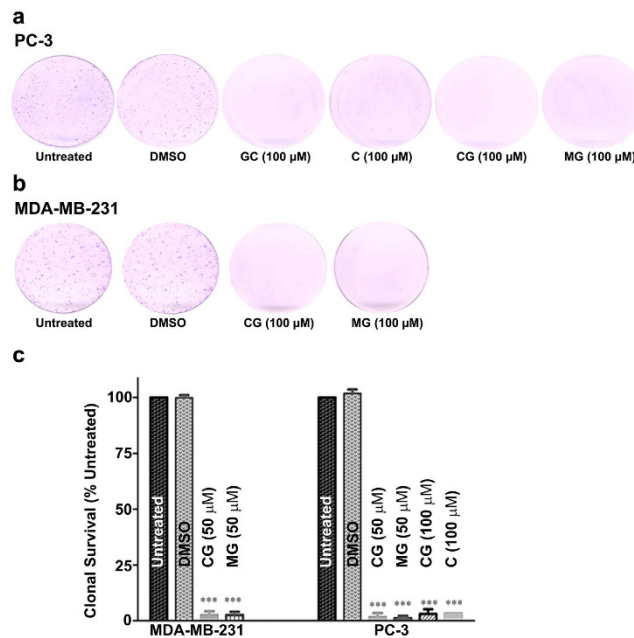 a
PC-3
Untreated
DMSO
GC (100 µM)
C (100 µM)
CG (100 µM)
MG (100 µM)
b
MDA-MB-231
Untreated
DMSO
CG (100 µM)
MG (100 µM)
c
Clonal Survival (% Untreated)
100
75
50
25
0
Untreated
DMSO
CG (50 µM)
MG (50 µM)
*** ***
MDA-MB-231
Untreated
DMSO
CG (50 µM)
MG (50 µM)
CG (100 µM)
C (100 µM)
*** *** *** ***
PC-3